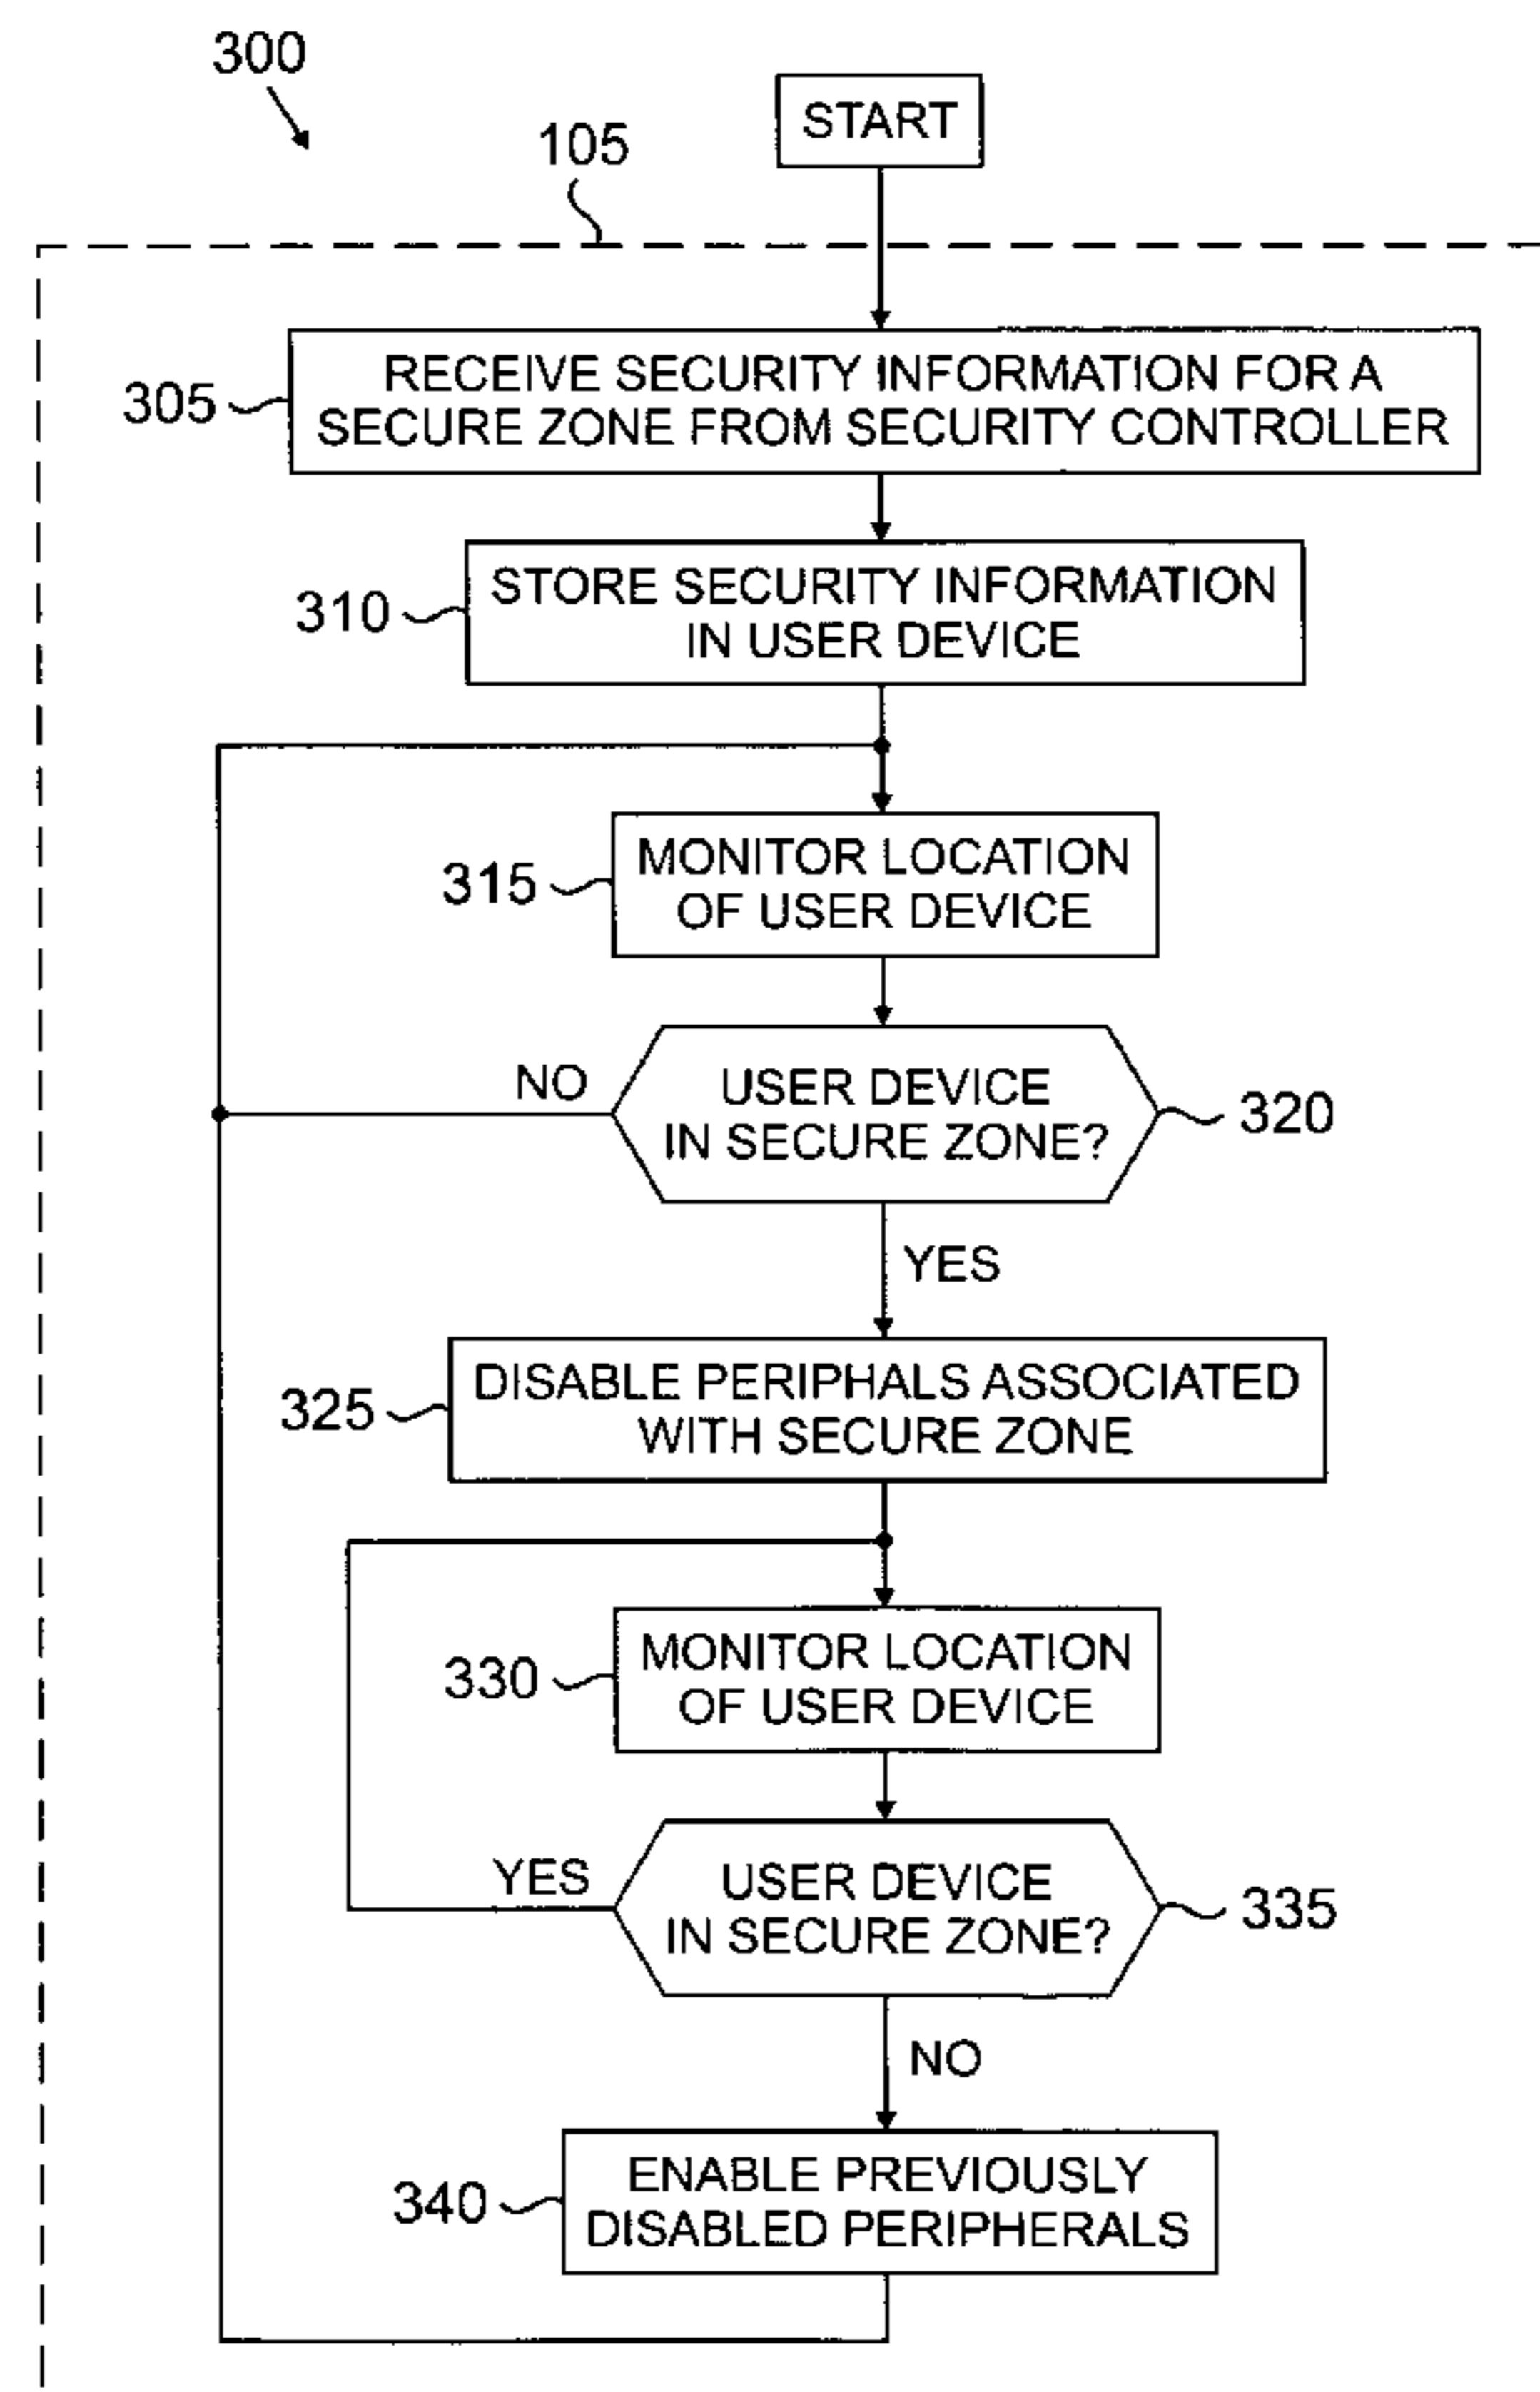 300
START
105
305
RECEIVE SECURITY INFORMATION FOR A
SECURE ZONE FROM SECURITY CONTROLLER
310
STORE SECURITY INFORMATION
IN USER DEVICE
315
MONITOR LOCATION
OF USER DEVICE
NO
USER DEVICE
IN SECURE ZONE?
320
YES
325
DISABLE PERIPHALS ASSOCIATED
WITH SECURE ZONE
330
MONITOR LOCATION
OF USER DEVICE
YES
USER DEVICE
IN SECURE ZONE?
335
NO
340
ENABLE PREVIOUSLY
DISABLED PERIPHERALS